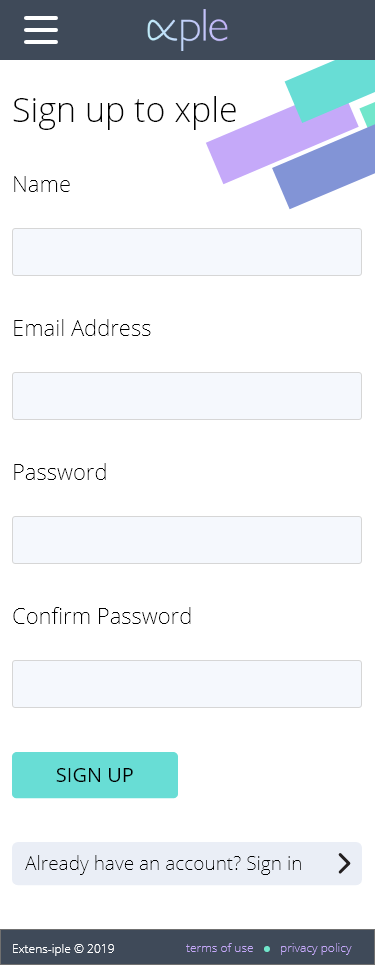 xple
Sign up to xple
Name
Email Address
Password
Confirm Password
SIGN UP
Already have an account? Sign in
Extens-iple © 2019 terms of use • privacy policy